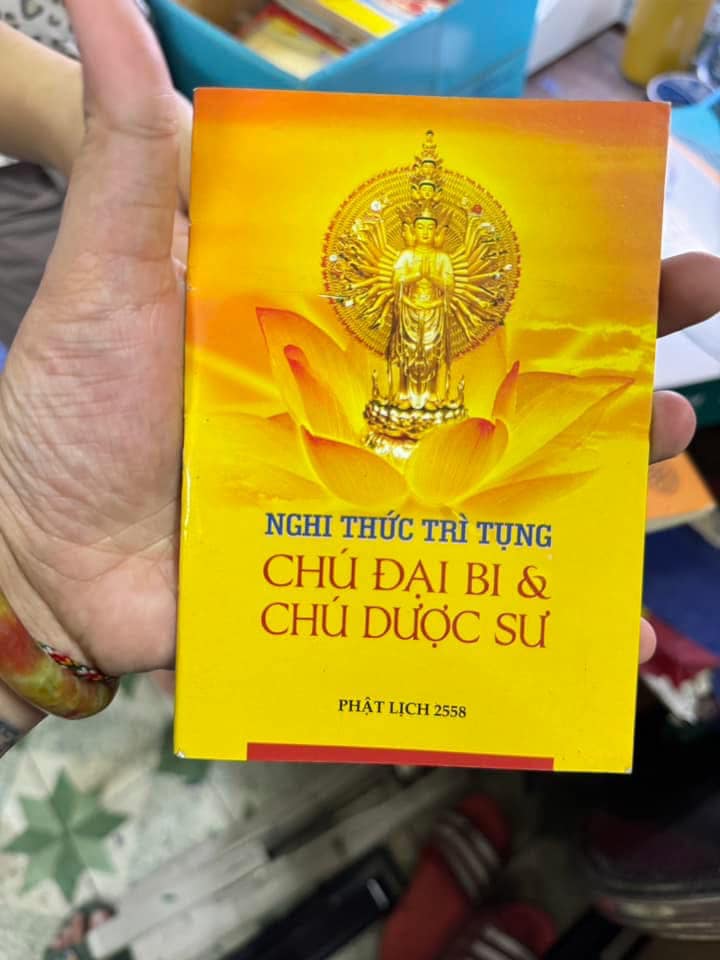 NGHI THỨC TRÌ TỤNG
CHÚ ĐẠI BI &
CHÚ DƯỢC SƯ
PHẬT LỊCH 2558